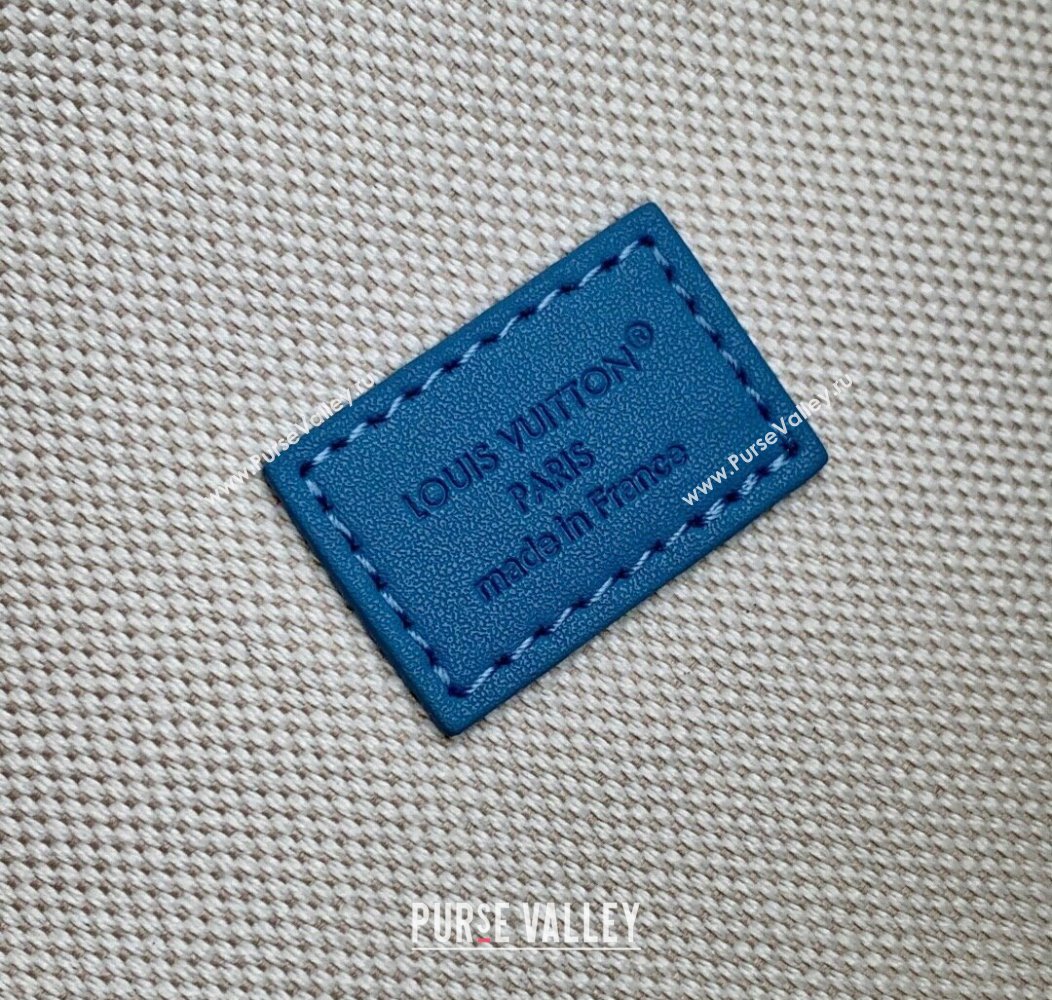 LOUIS VUITTON®
PARIS
made in France
www.PurseValley.ru
www.PurseValley.ru
PURSE VALLEY